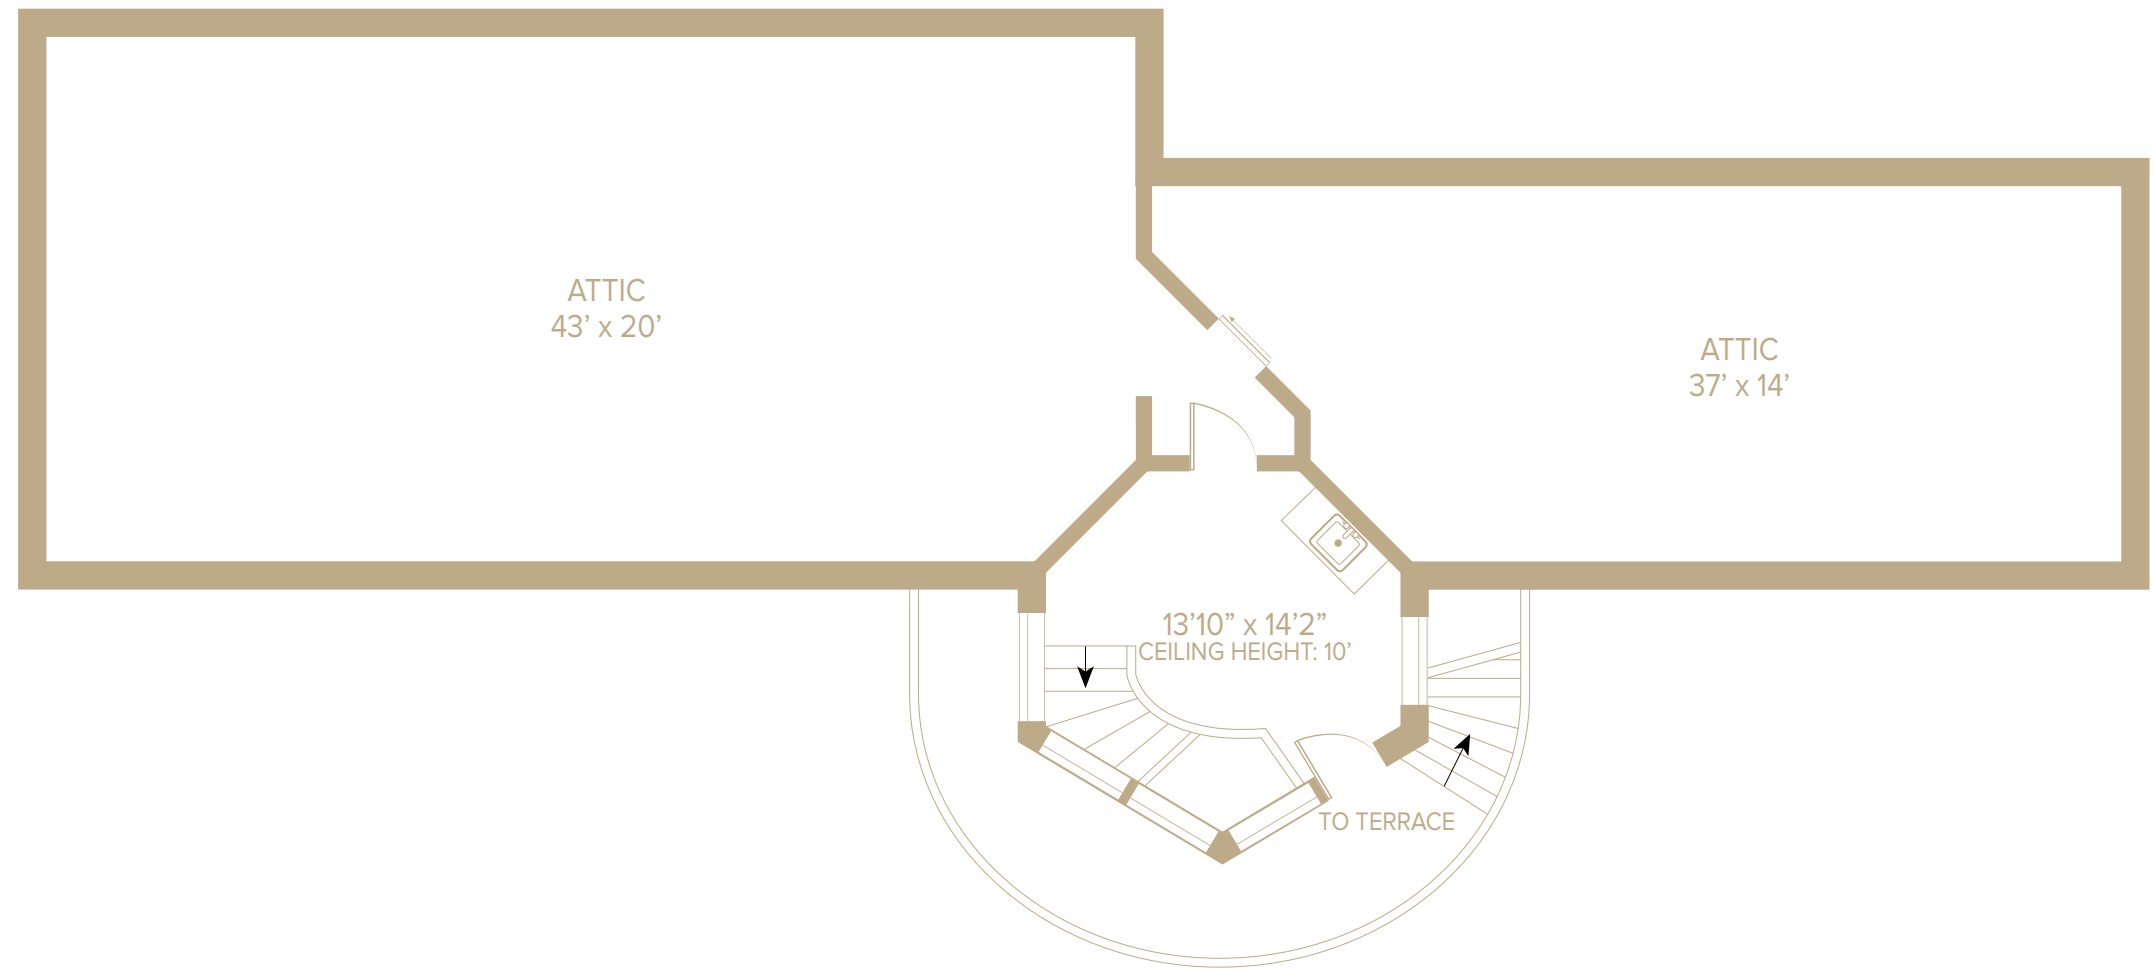 ATTIC
43’ x 20’
ATTIC
37’ x 14’
13’10” x 14’2”
CEILING HEIGHT: 10’
TO TERRACE